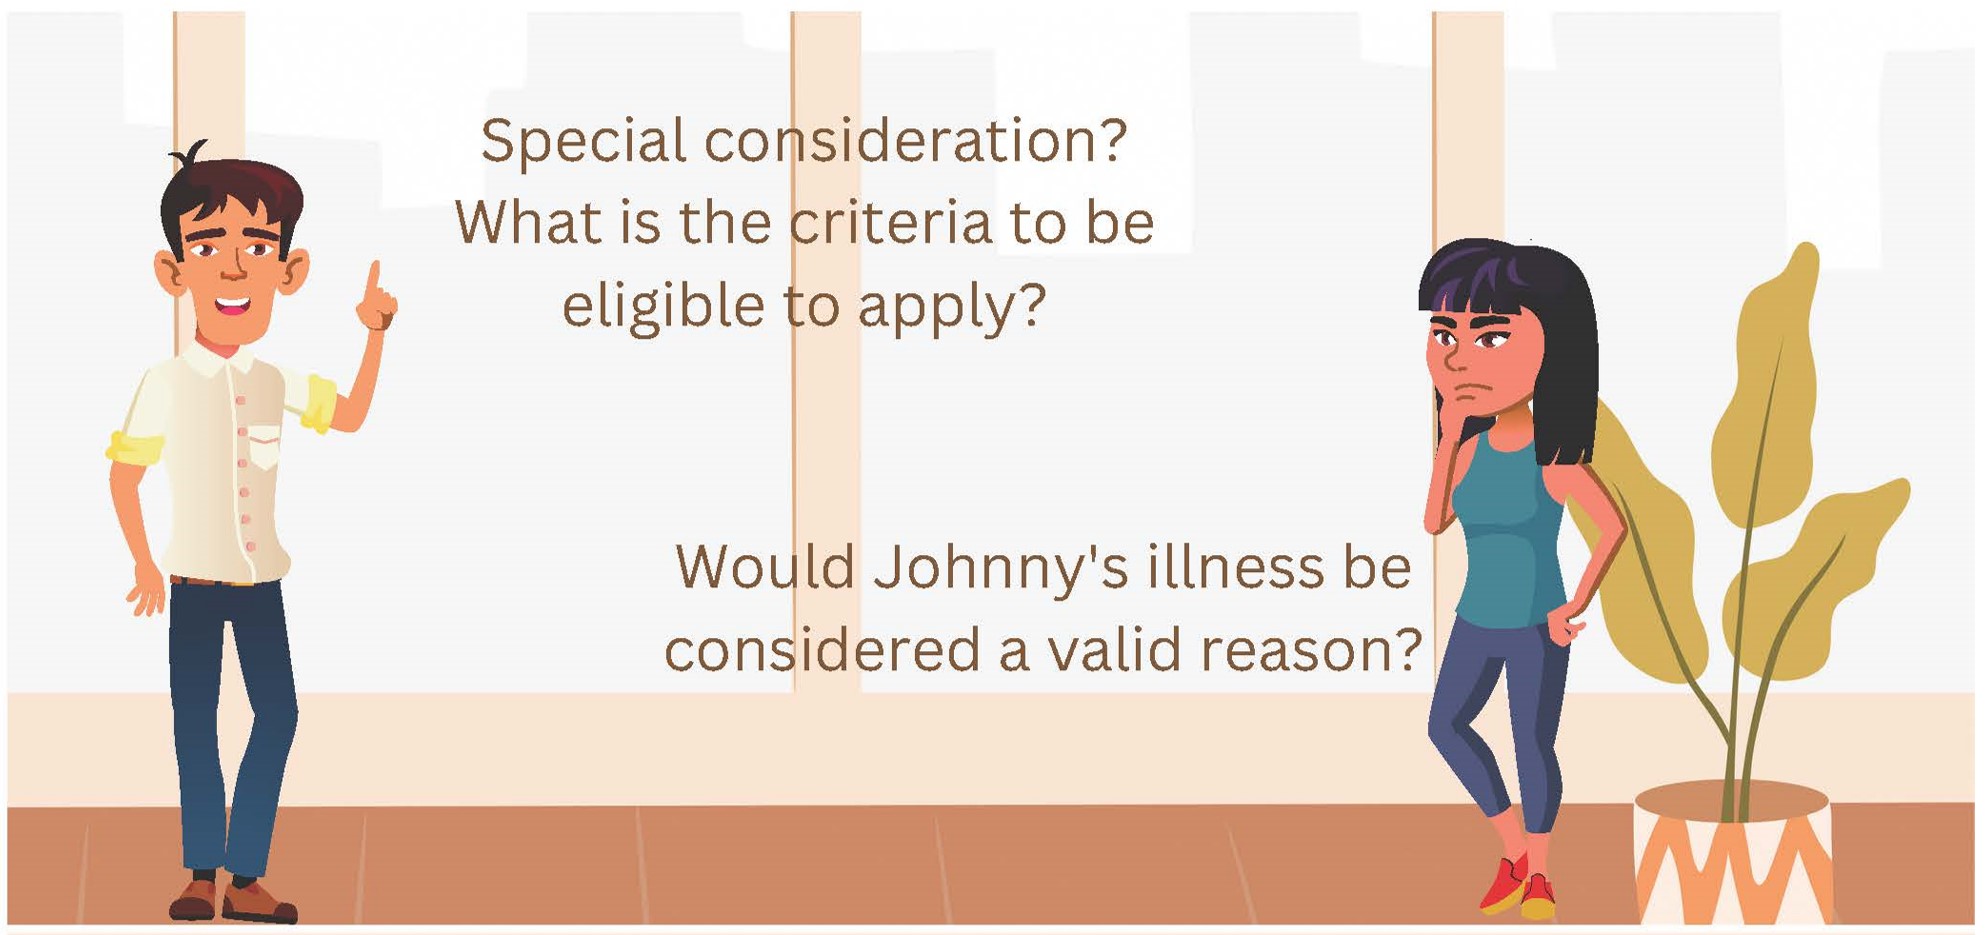 Special consideration?
What is the criteria to be
eligible to apply?
Would Johnny's illness be
considered a valid reason?